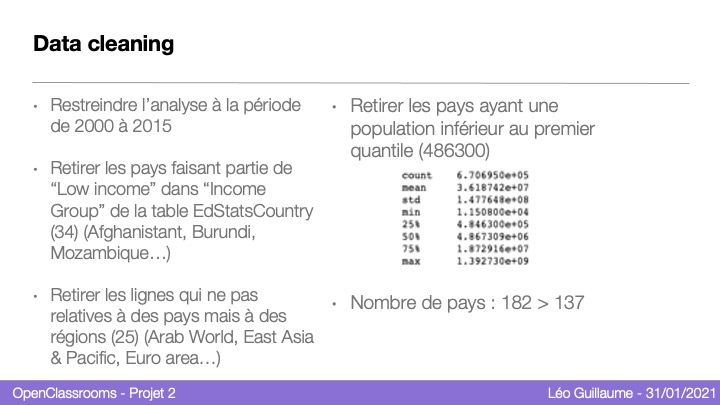 Data cleaning
• Restreindre l’analyse à la période
de 2000 à 2015
• Retirer les pays faisant partie de
“Low income” dans “Income
Group” de la table EdStatsCountry
(34) (Afghanistant, Burundi,
Mozambique…)
• Retirer les lignes qui ne pas
relatives à des pays mais à des
régions (25) (Arab World, East Asia
& Pacific, Euro area…)
• Retirer les pays ayant une
population inférieur au premier
quantile (486300)
count 6.706950e+05
mean 3.618742e+07
std 1.477648e+08
min 1.150800e+04
25% 4.846300e+05
50% 4.867309e+06
75% 1.872916e+07
max 1.392730e+09
• Nombre de pays : 182 > 137
OpenClassrooms - Projet 2
Léo Guillaume - 31/01/2021